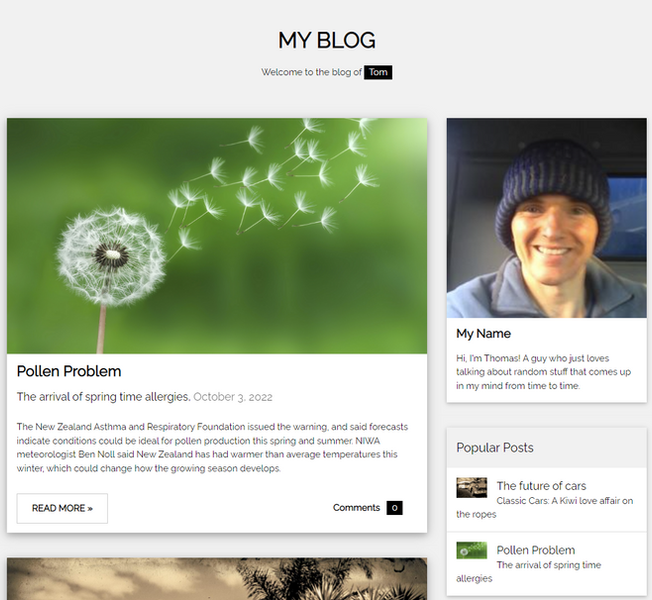 MY BLOG
Welcome to the blog of Tom
Pollen Problem
The arrival of spring time allergies. October 3, 2022
The New Zealand Asthma and Respiratory Foundation issued the warning, and said forecasts
indicate conditions could be ideal for pollen production this spring and summer. NIWA
meteorologist Ben Noll said New Zealand has had warmer than average temperatures this
winter, which could change how the growing season develops.
READ MORE »
Comments 0
My Name
Hi, I'm Thomas! A guy who just loves
talking about random stuff that comes up
in my mind from time to time.
Popular Posts
The future of cars
Classic Cars: A Kiwi love affair on
the ropes
Pollen Problem
The arrival of spring time
allergies